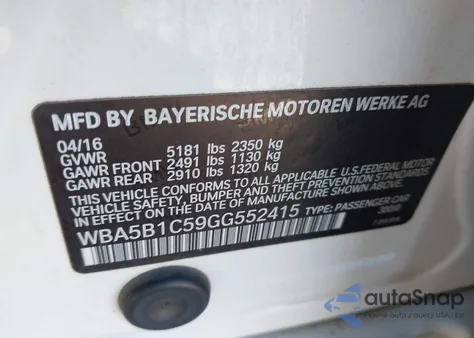 MFD BY BAYERISCHE MOTOREN WERKE AG
04/16
GVWR 5181 lbs 2350 kg
GAWR FRONT 2491 lbs 1130 kg
GAWR REAR 2910 lbs 1320 kg
THIS VEHICLE CONFORMS TO ALL APPLICABLE U.S.FEDERAL MOTOR
VEHICLE SAFETY, BUMPER, AND THEFT PREVENTION
STANDARDS IN EFFECT ON THE DATE OF
MANUFACTURE SHOWN ABOVE.
WBA5B1C59GG552415 TYPE: PASSENGER CAR
300/0
autoSnap